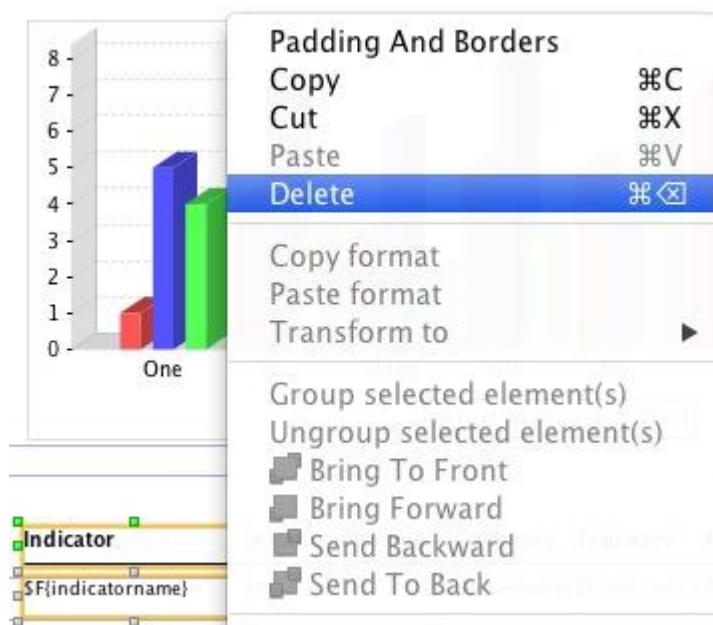 8
7
6
5
4
3
2
1
0
One
Padding And Borders
Copy ⌘C
Cut ⌘X
Paste ⌘V
Delete ⌘⌫
Copy format
Paste format
Transform to
Group selected element(s)
Ungroup selected element(s)
Bring To Front
Bring Forward
Send Backward
Send To Back
Indicator
$F{indicatorname}